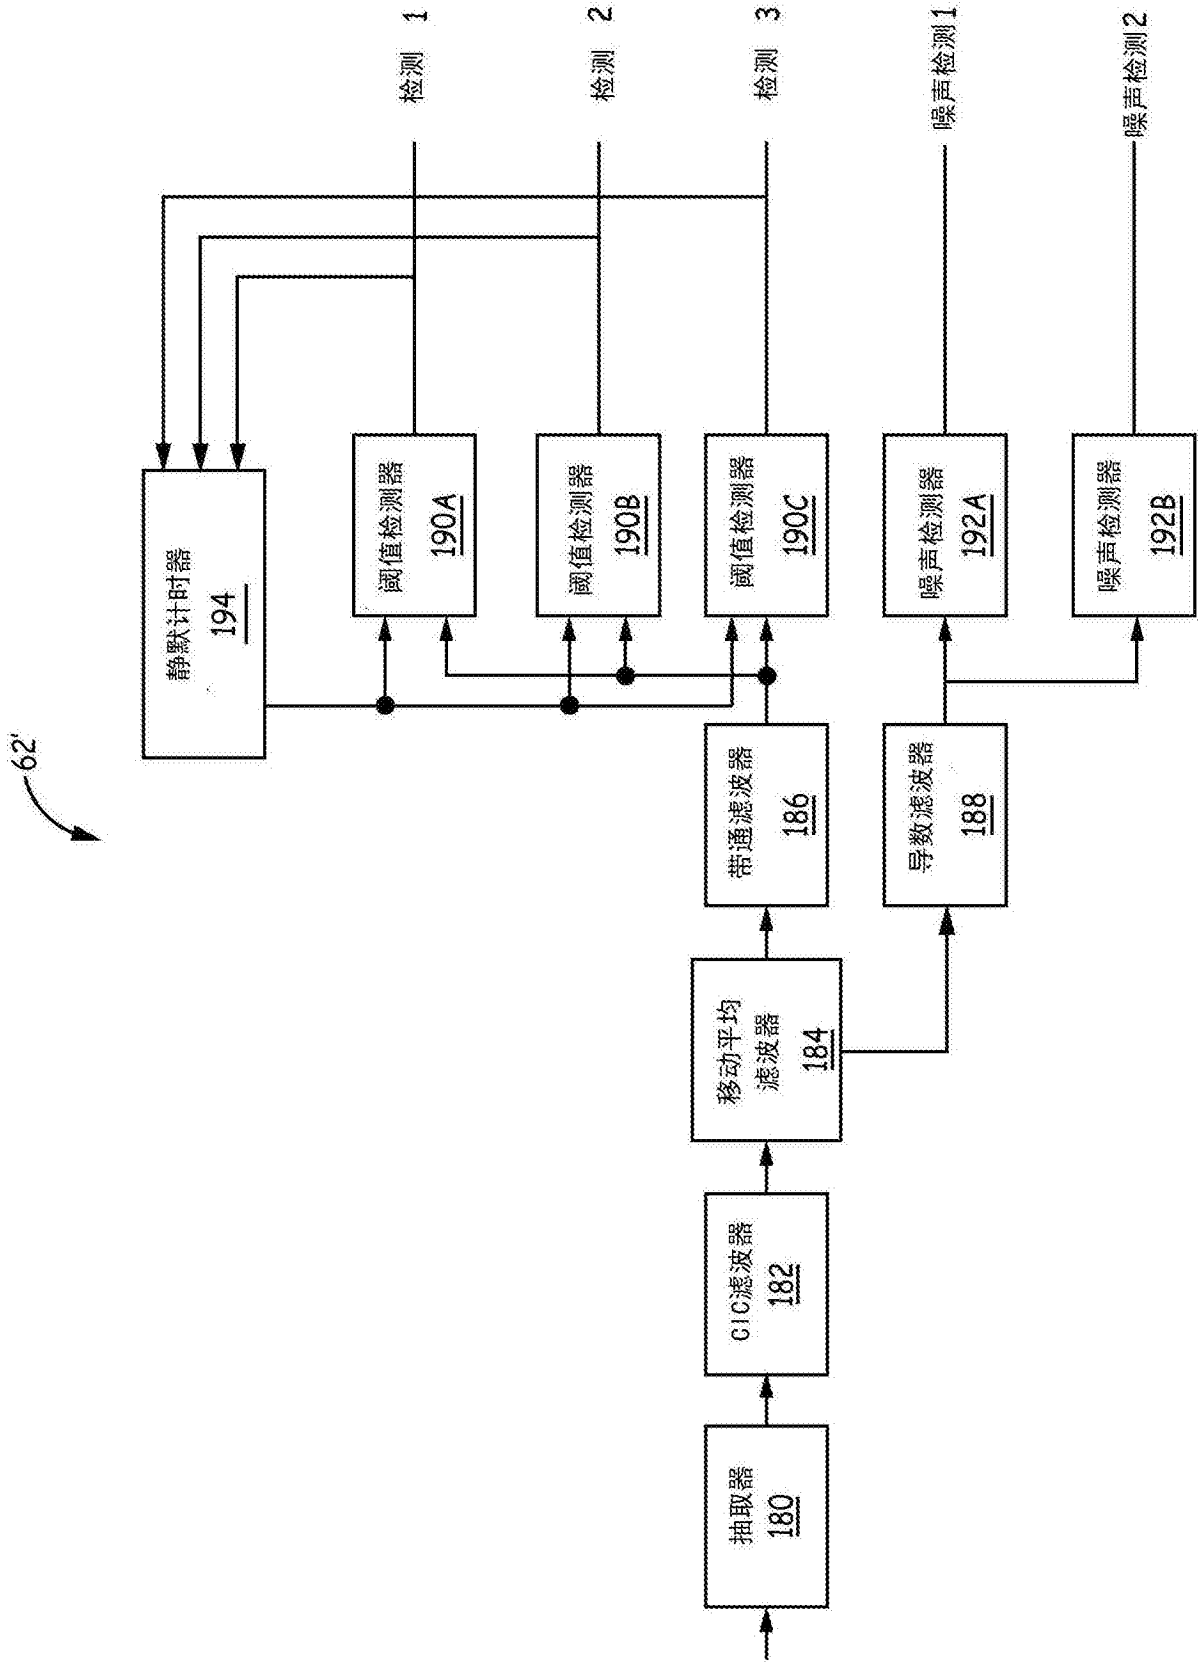 62'
静默计时器
194
阈值检测器
190A
检测 1
阈值检测器
190B
检测 2
抽取器
180
CIC滤波器
182
移动平均
滤波器
184
带通滤波器
186
阈值检测器
190C
检测 3
导数滤波器
188
噪声检测器
192A
噪声检测1
噪声检测器
192B
噪声检测2